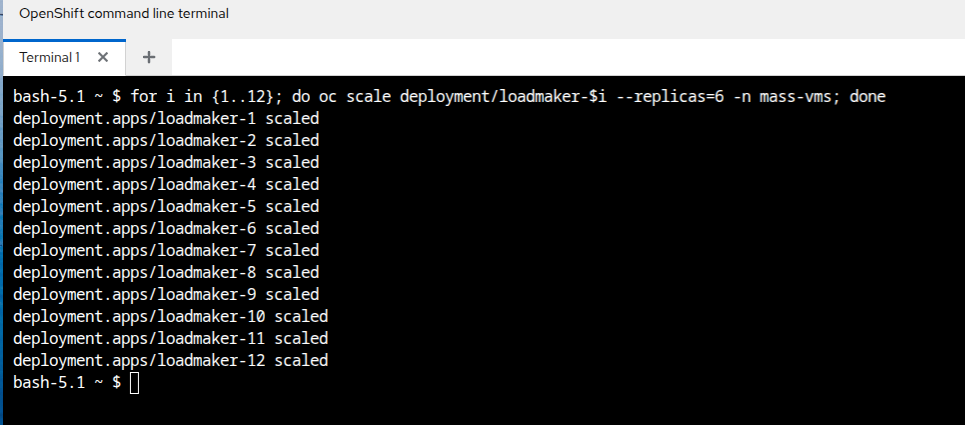 OpenShift command line terminal
Terminal 1
bash-5.1 ~ $ for i in {1..12}; do oc scale deployment/loadmaker-$i --replicas=6 -n mass-vms; done
deployment.apps/loadmaker-1 scaled
deployment.apps/loadmaker-2 scaled
deployment.apps/loadmaker-3 scaled
deployment.apps/loadmaker-4 scaled
deployment.apps/loadmaker-5 scaled
deployment.apps/loadmaker-6 scaled
deployment.apps/loadmaker-7 scaled
deployment.apps/loadmaker-8 scaled
deployment.apps/loadmaker-9 scaled
deployment.apps/loadmaker-10 scaled
deployment.apps/loadmaker-11 scaled
deployment.apps/loadmaker-12 scaled
bash-5.1 ~ $